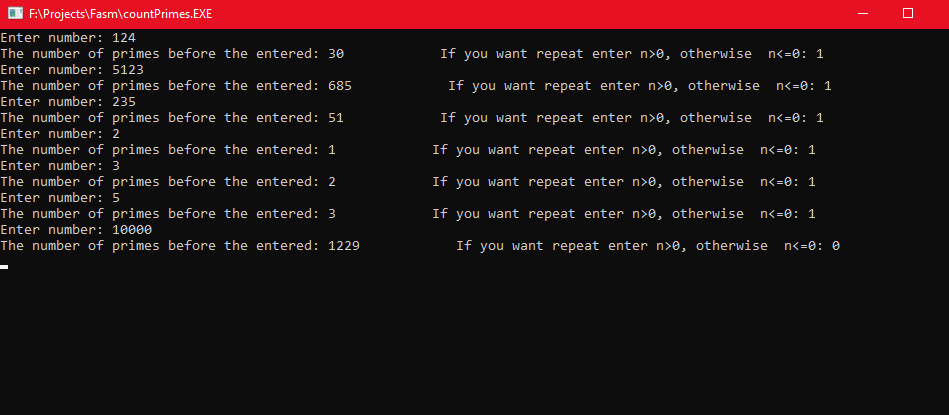 F:\Projects\Fasm\countPrimes.EXE
Enter number: 124
The number of primes before the entered: 30            If you want repeat enter n>0, otherwise  n<=0: 1
Enter number: 5123
The number of primes before the entered: 685            If you want repeat enter n>0, otherwise  n<=0: 1
Enter number: 235
The number of primes before the entered: 51            If you want repeat enter n>0, otherwise  n<=0: 1
Enter number: 2
The number of primes before the entered: 1            If you want repeat enter n>0, otherwise  n<=0: 1
Enter number: 3
The number of primes before the entered: 2            If you want repeat enter n>0, otherwise  n<=0: 1
Enter number: 5
The number of primes before the entered: 3            If you want repeat enter n>0, otherwise  n<=0: 1
Enter number: 10000
The number of primes before the entered: 1229            If you want repeat enter n>0, otherwise  n<=0: 0